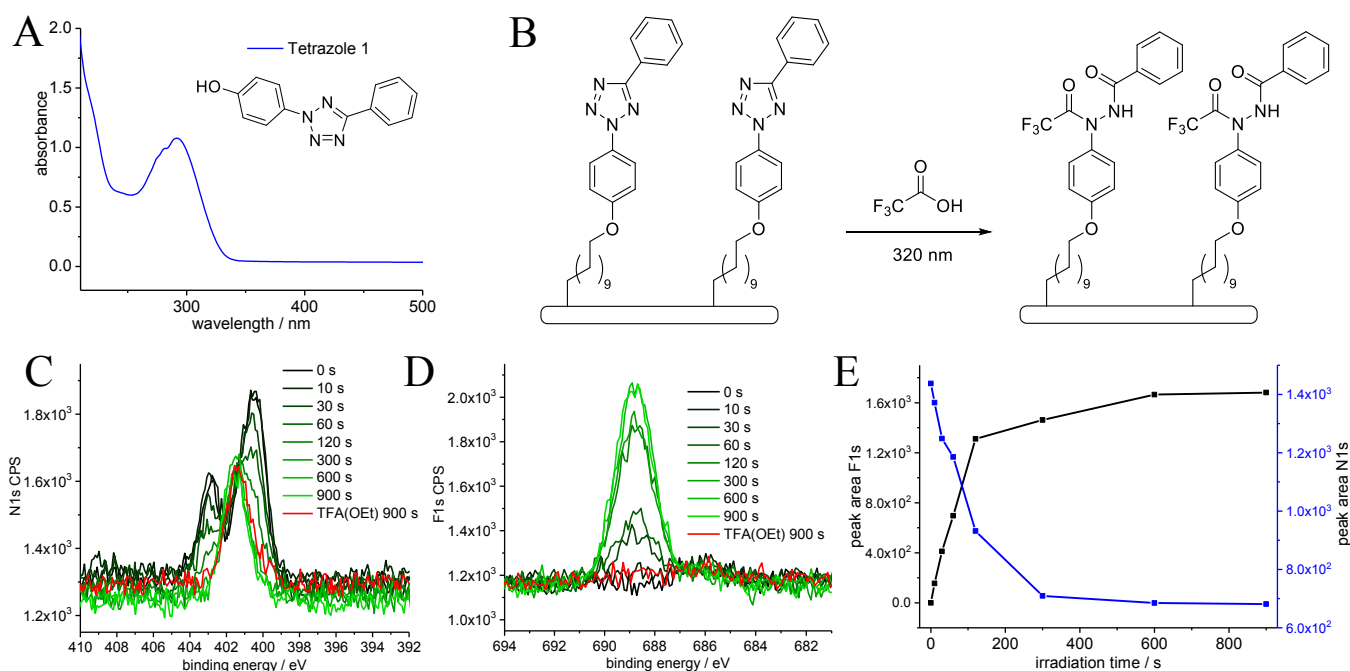 A
Tetrazole 1
HO
N
N
N
N
absorbance
2.0
1.5
1.0
0.5
0.0
300
400
500
wavelength / nm
B
N
N
N
N
O
9
N
N
N
N
O
9
O
F₃C
OH
320 nm
O
O
NH
F₃C
N
O
9
O
O
NH
F₃C
N
O
9
C
N1s CPS
1.8x10³
1.6x10³
1.4x10³
1.2x10³
0 s
10 s
30 s
60 s
120 s
300 s
600 s
900 s
TFA(OEt) 900 s
410 408 406 404 402 400 398 396 394 392
binding energy / eV
D
F1s CPS
2.0x10³
1.8x10³
1.6x10³
1.4x10³
1.2x10³
1.0x10³
0 s
10 s
30 s
60 s
120 s
300 s
600 s
900 s
TFA(OEt) 900 s
694 692 690 688 686 684 682
binding energy / eV
E
peak area F1s
1.6x10³
1.2x10³
8.0x10²
4.0x10²
0.0
0 200 400 600 800
irradiation time / s
1.4x10³
1.2x10³
1.0x10³
8.0x10²
6.0x10²
peak area N1s